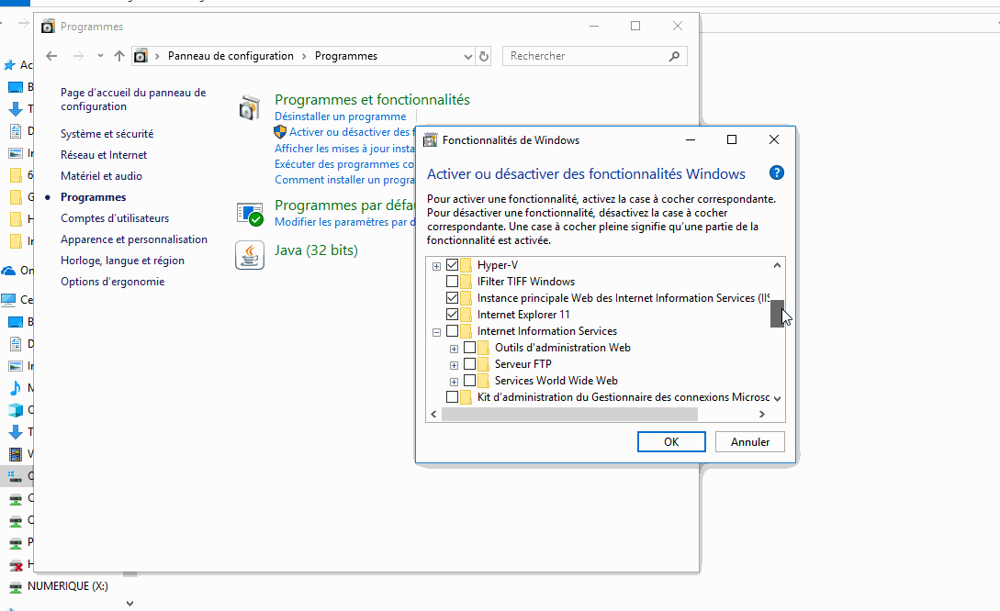 Programmes
Panneau de configuration > Programmes
Rechercher
Page d'accueil du panneau de
configuration
Système et sécurité
Réseau et Internet
Matériel et audio
Programmes
Comptes d'utilisateurs
Apparence et personnalisation
Horloge, langue et région
Options d'ergonomie
Programmes et fonctionnalités
Désinstaller un programme
Activer ou désactiver des f
Afficher les mises à jour insta
Exécuter des programmes co
Comment installer un progra
Programmes par défa
Modifier les paramètres par d
Java (32 bits)
Fonctionnalités de Windows
Activer ou désactiver des fonctionnalités Windows
Pour activer une fonctionnalité, activez la case à cocher correspondante.
Pour désactiver une fonctionnalité, désactivez la case à cocher
correspondante. Une case à cocher pleine signifie qu'une partie de la
fonctionnalité est activée.
Hyper-V
IFilter TIFF Windows
Instance principale Web des Internet Information Services (IIS
Internet Explorer 11
Internet Information Services
Outils d'administration Web
Serveur FTP
Services World Wide Web
Kit d'administration du Gestionnaire des connexions Microsc
OK
Annuler
Ac
On
Ce
NUMERIQUE (X:)